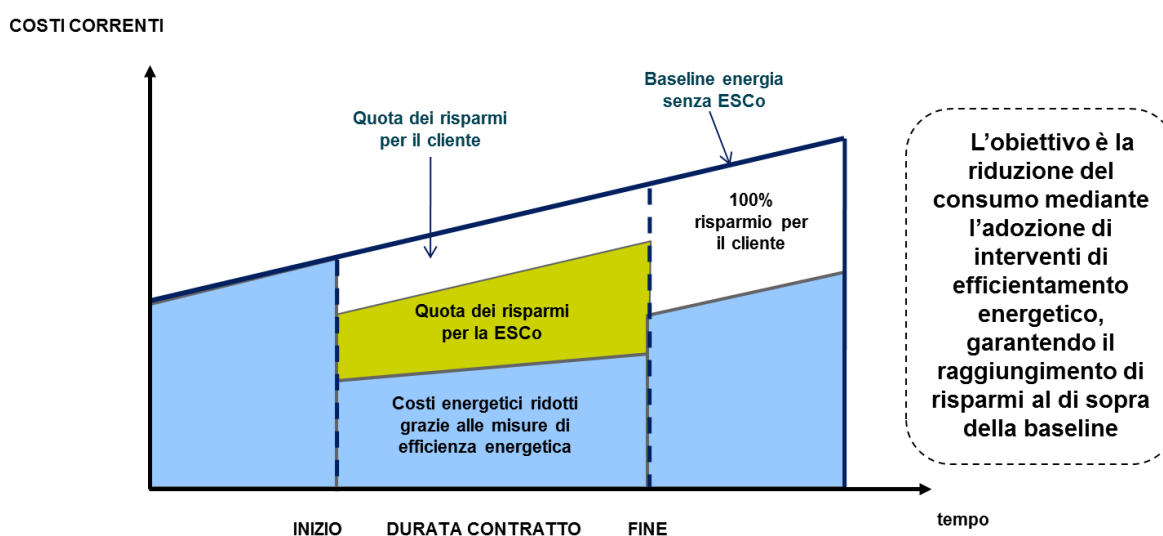 COSTI CORRENTI
Baseline energia
senza ESCo
Quota dei risparmi
per il cliente
100%
risparmio per
il cliente
Quota dei risparmi
per la ESCo
Costi energetici ridotti
grazie alle misure di
efficienza energetica
INIZIO
DURATA CONTRATTO
FINE
tempo
L'obiettivo è la
riduzione del
consumo mediante
l'adozione di
interventi di
efficientamento
energetico,
garantendo il
raggiungimento di
risparmi al di sopra
della baseline